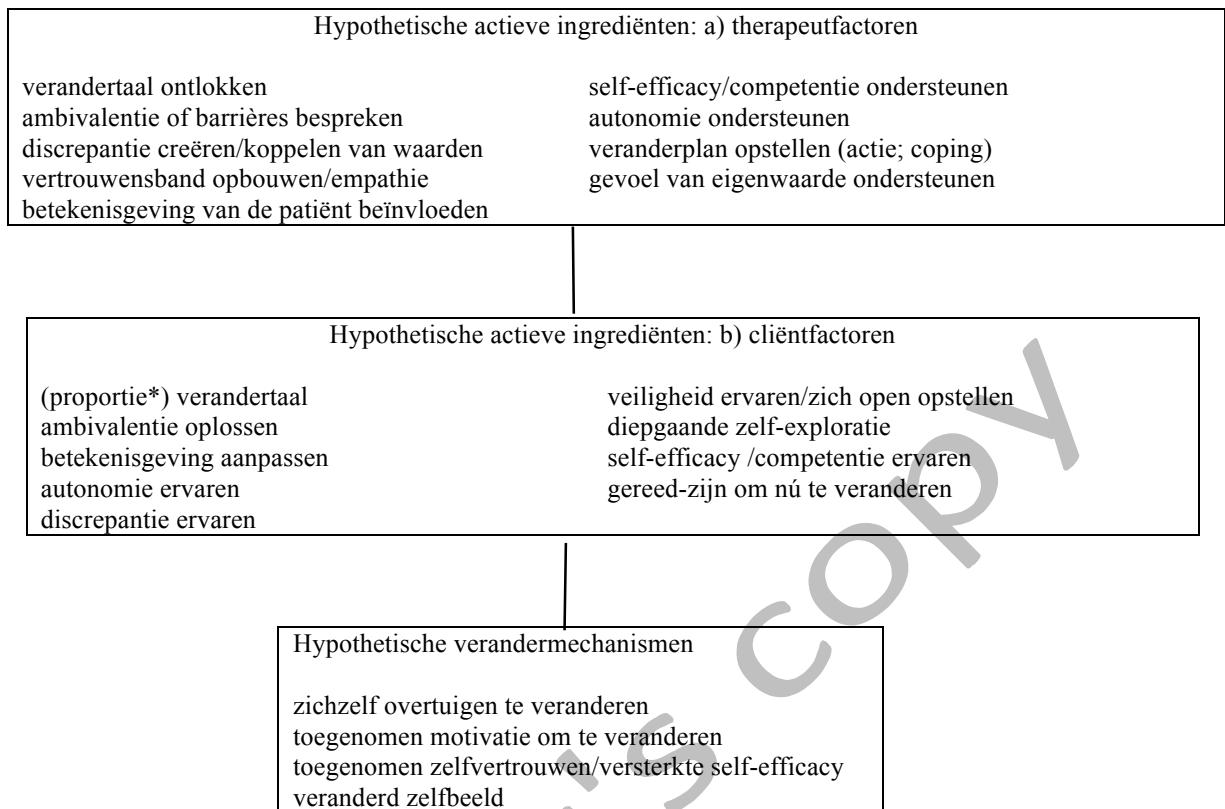 Hypothetische actieve ingrediënten: a) therapeutfactoren
verandertaal ontlokken
ambivalentie of barrières bespreken
discrepantie creëren/koppelen van waarden
vertrouwensband opbouwen/empathie
betekenisgeving van de patiënt beïnvloeden
self-efficacy/competentie ondersteunen
autonomie ondersteunen
veranderplan opstellen (actie; coping)
gevoel van eigenwaarde ondersteunen
Hypothetische actieve ingrediënten: b) cliëntfactoren
(proportie*) verandertaal
ambivalentie oplossen
betekenisgeving aanpassen
autonomie ervaren
discrepantie ervaren
veiligheid ervaren/zich open opstellen
diepgaande zelf-exploratie
self-efficacy /competentie ervaren
gereed-zijn om nú te veranderen
Hypothetische verandermechanismen
zichzelf overtuigen te veranderen
toegenomen motivatie om te veranderen
toegenomen zelfvertrouwen/versterkte self-efficacy
veranderd zelfbeeld
's copy